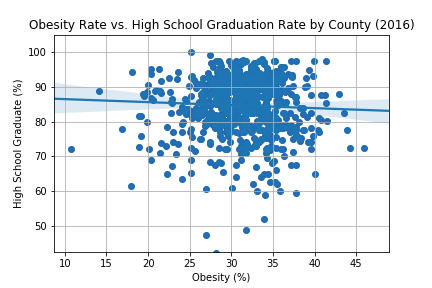 Obesity Rate vs. High School Graduation Rate by County (2016)
100
90
80
70
60
50
High School Graduate (%)
10 15 20 25 30 35 40 45
Obesity (%)